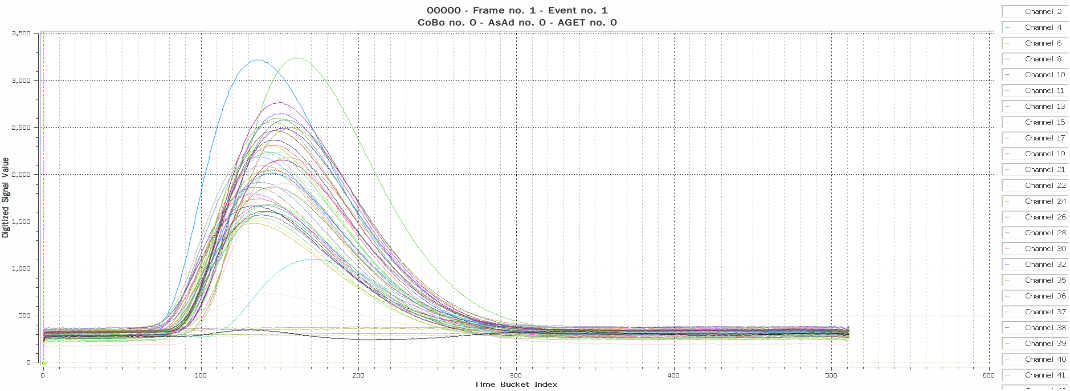 00000 - Frame no. 1 - Event no. 1
CoBo no. 0 - AsAd no. 0 - AGET no. 0
Digitized Signal Value
3,500
3,000
2,500
2,000
1,500
1,000
500
0
0 100 200 300 400 500 600
Time Bucket Index
Channel 2
Channel 4
Channel 6
Channel 8
Channel 10
Channel 11
Channel 13
Channel 15
Channel 17
Channel 19
Channel 21
Channel 22
Channel 24
Channel 26
Channel 28
Channel 30
Channel 32
Channel 35
Channel 36
Channel 37
Channel 38
Channel 39
Channel 40
Channel 41